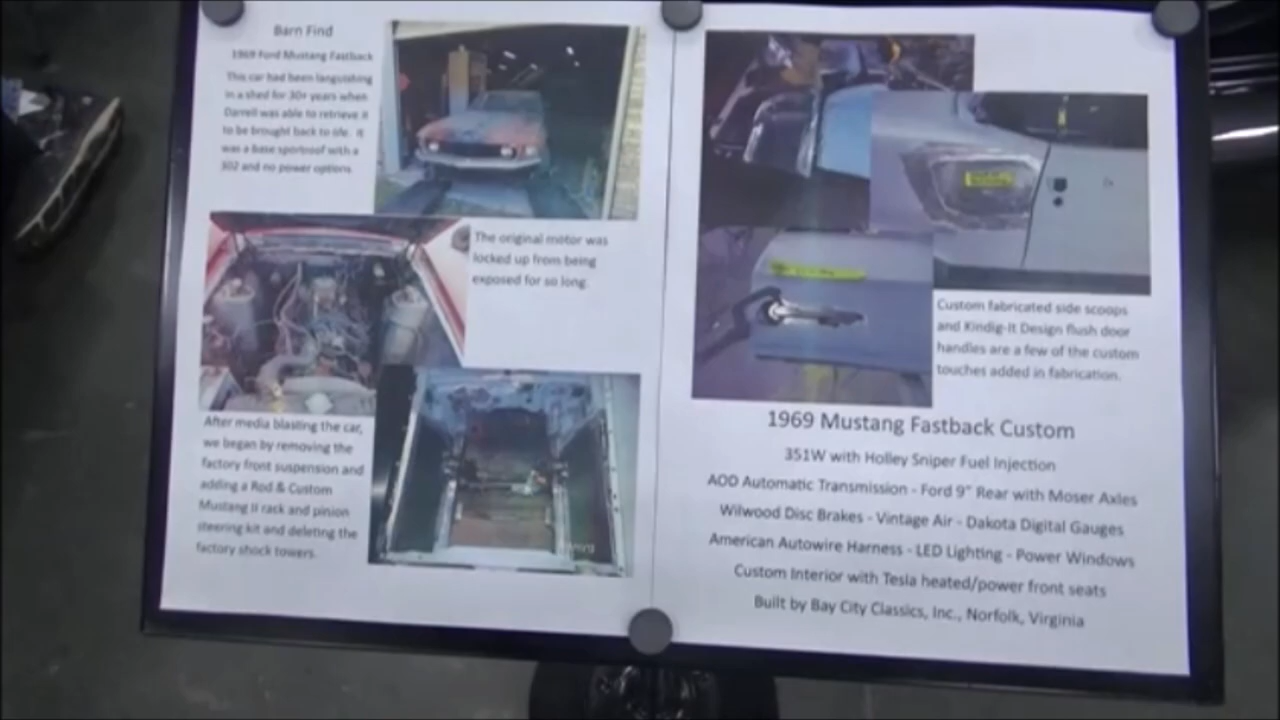 Barn Find
1969 Ford Mustang Fastback
This car had been languishing
in a shed for 30+ years when
Darrell was able to retrieve it
to be brought back to life. It
was a base sportsroof with a
302 and no power options.
The original motor was
locked up from being
exposed for so long.
After media blasting the car,
we began by removing the
factory front suspension and
adding a Rod & Custom
Mustang II rack and pinion
steering kit and deleting the
factory shock towers.
Custom fabricated side scoops
and Kindig-It Design flush door
handles are a few of the custom
touches added in fabrication.
1969 Mustang Fastback Custom
351W with Holley Sniper Fuel Injection
AOD Automatic Transmission - Ford 9" Rear with Moser Axles
Wilwood Disc Brakes - Vintage Air - Dakota Digital Gauges
American Autowire Harness - LED Lighting - Power Windows
Custom Interior with Tesla heated/power front seats
Built by Bay City Classics, Inc., Norfolk, Virginia